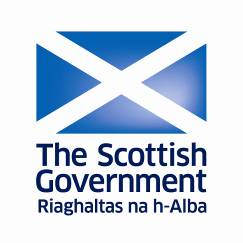 The Scottish
Government
Riaghaltas na h-Alba